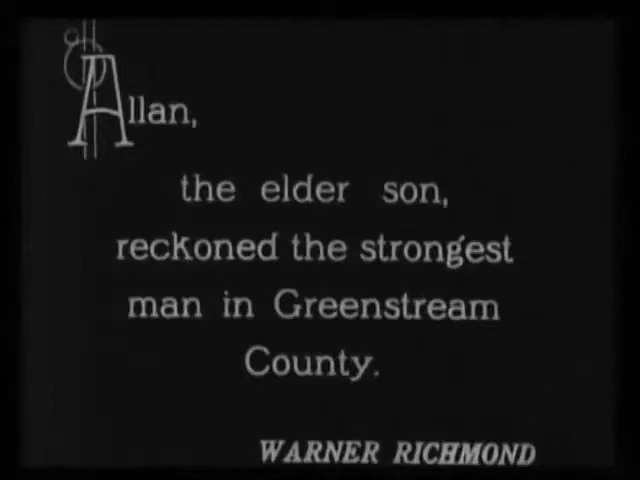 Allan,
the elder son,
reckoned the strongest
man in Greenstream
County.
WARNER RICHMOND